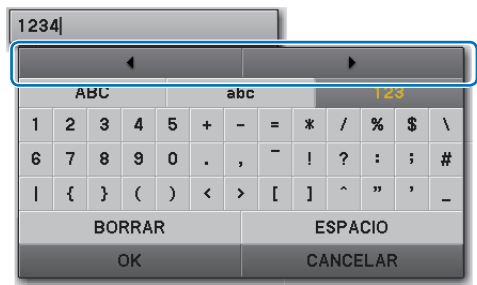 1234
◀ ▶
ABC abc 123
1 2 3 4 5 + - = * / % $ \
6 7 8 9 0 . , ‾ ! ? : ; #
| { } ( ) < > [ ] ^ " ' _
BORRAR ESPACIO
OK CANCELAR